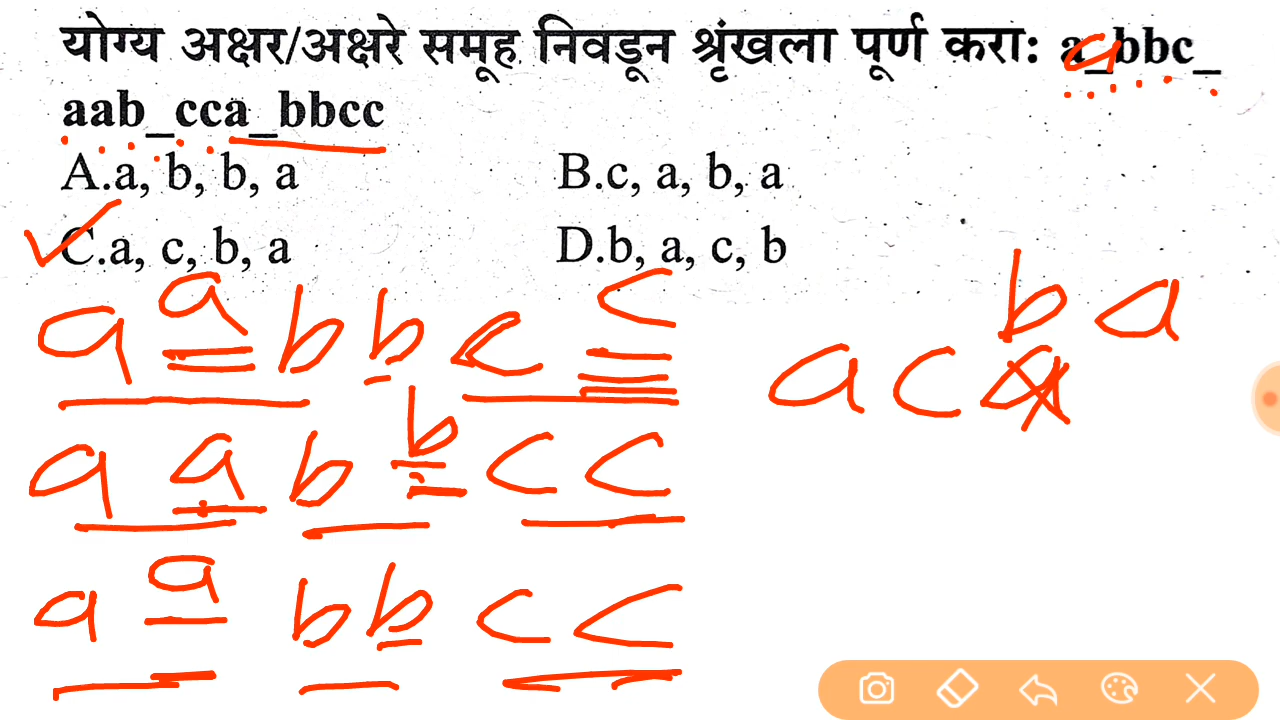 योग्य अक्षर/अक्षरे समूह निवडून श्रृंखला पूर्ण करा: a_bbc_
aab_cca_bbcc
A.a, b, b, a
B.c, a, b, a
C.a, c, b, a
D.b, a, c, b
a a b b c c
b a
a c a
a a b b c c
a a b b c c